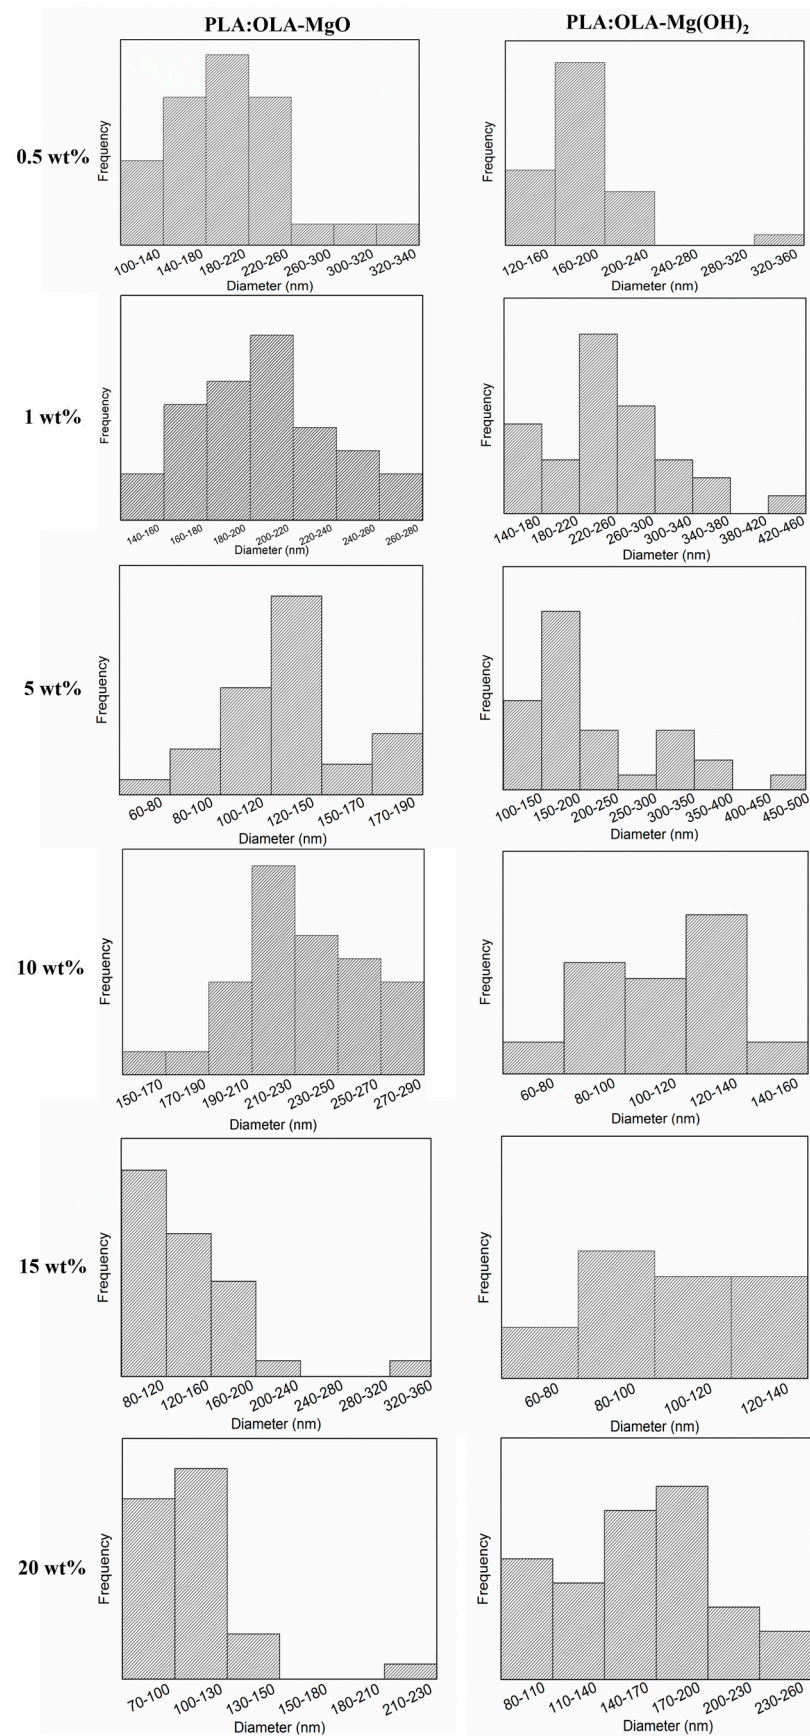 PLA:OLA-MgO
PLA:OLA-Mg(OH)₂
0.5 wt%
Frequency
100-140
140-180
180-220
220-260
260-300
300-320
320-340
Diameter (nm)
Frequency
120-160
160-200
200-240
240-280
280-320
320-360
Diameter (nm)
1 wt%
Frequency
140-160
160-180
180-200
200-220
220-240
240-260
260-280
Diameter (nm)
Frequency
140-180
180-220
220-260
260-300
300-340
340-380
380-420
420-460
Diameter (nm)
5 wt%
Frequency
60-80
80-100
100-120
120-150
150-170
170-190
Diameter (nm)
Frequency
100-150
150-200
200-250
250-300
300-350
350-400
400-450
450-500
Diameter (nm)
10 wt%
Frequency
150-170
170-190
190-210
210-230
230-250
250-270
270-290
Diameter (nm)
Frequency
60-80
80-100
100-120
120-140
140-160
Diameter (nm)
15 wt%
Frequency
80-120
120-160
160-200
200-240
240-280
280-320
320-360
Diameter (nm)
Frequency
60-80
80-100
100-120
120-140
Diameter (nm)
20 wt%
Frequency
70-100
100-130
130-150
150-180
180-210
210-230
Diameter (nm)
Frequency
80-110
110-140
140-170
170-200
200-230
230-260
Diameter (nm)